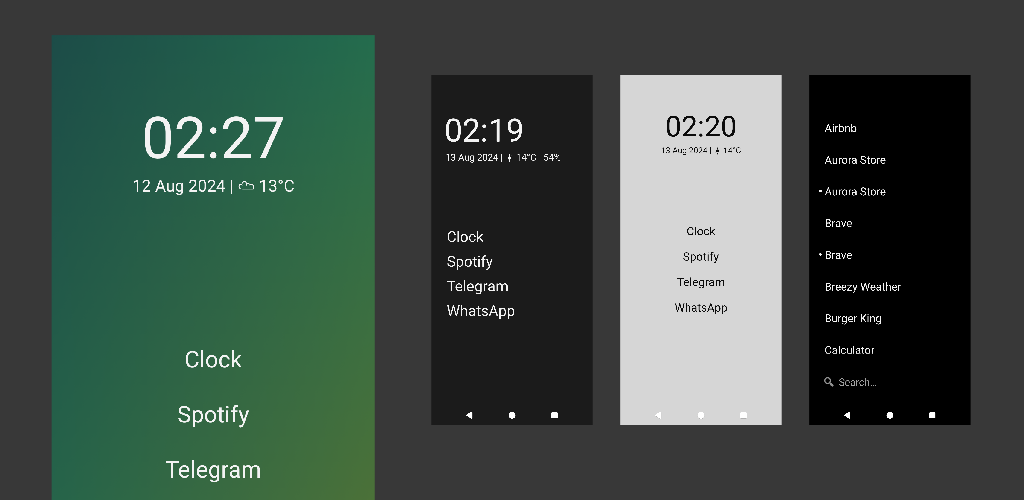 02:27
12 Aug 2024 | 13°C
Clock
Spotify
Telegram
02:19
13 Aug 2024 | 14°C 54%
Clock
Spotify
Telegram
WhatsApp
02:20
13 Aug 2024 | 14°C
Clock
Spotify
Telegram
WhatsApp
Airbnb
Aurora Store
Aurora Store
Brave
Brave
Breezy Weather
Burger King
Calculator
Search...